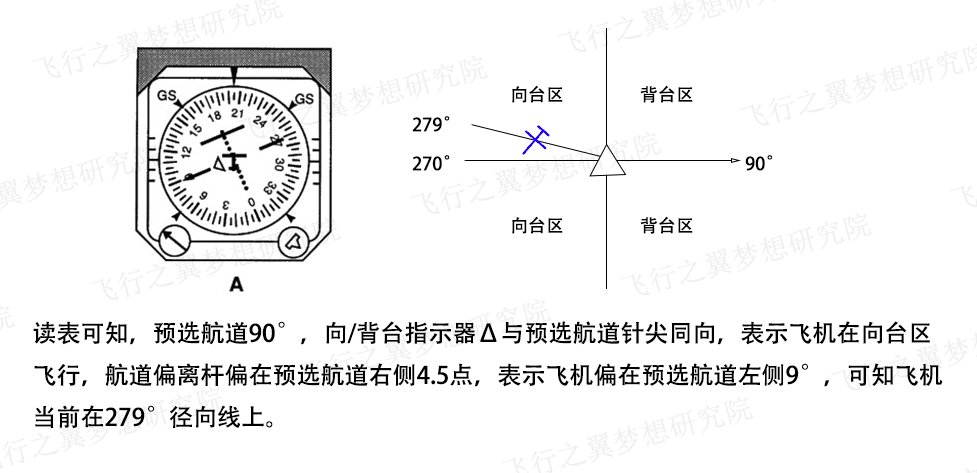 GS
GS
21
18
24
15
27
12
30
33
6
3
0
A
向台区
背台区
279°
270°
90°
向台区
背台区
读表可知，预选航道90°，向/背台指示器Δ与预选航道针尖同向，表示飞机在向台区
飞行，航道偏离杆偏在预选航道右侧4.5点，表示飞机偏在预选航道左侧9°，可知飞机
当前在279°径向线上。
飞行之翼梦想研究院